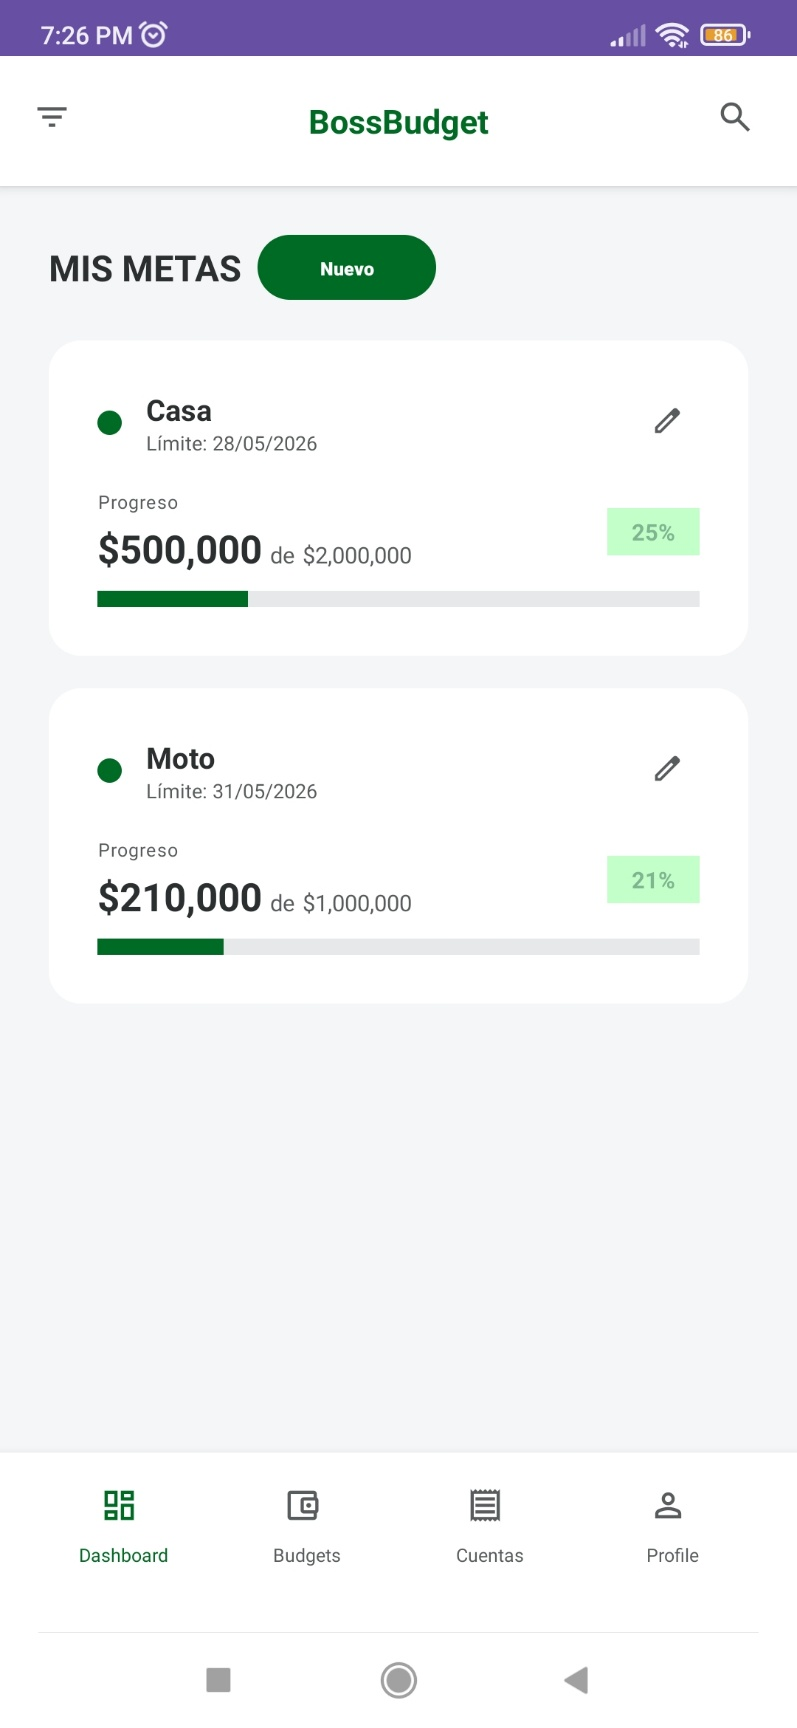 7:26 PM
86
BossBudget
MIS METAS
Nuevo
Casa
Límite: 28/05/2026
Progreso
$500,000 de $2,000,000
25%
Moto
Límite: 31/05/2026
Progreso
$210,000 de $1,000,000
21%
Dashboard
Budgets
Cuentas
Profile